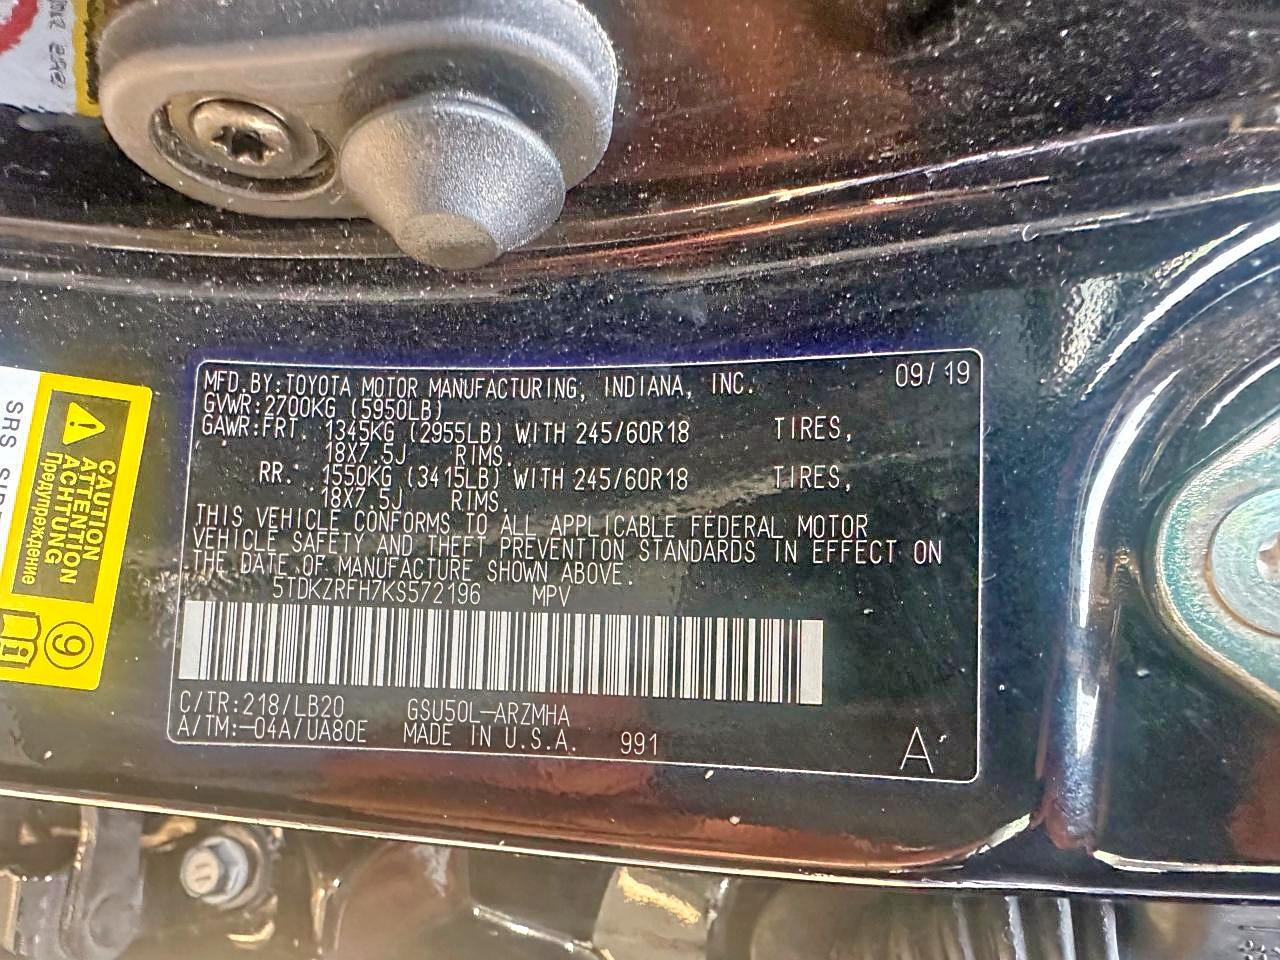 MFD.BY:TOYOTA MOTOR MANUFACTURING, INDIANA, INC. 09/19
GVWR:2700KG (5950LB)
GAWR:FRT. 1345KG (2955LB) WITH 245/60R18 TIRES,
18X7.5J RIMS.
RR. 1550KG (3415LB) WITH 245/60R18 TIRES,
18X7.5J RIMS.
THIS VEHICLE CONFORMS TO ALL APPLICABLE FEDERAL MOTOR
VEHICLE SAFETY AND THEFT PREVENTION STANDARDS IN EFFECT ON
THE DATE OF MANUFACTURE SHOWN ABOVE.
5TDKZRFH7KS572196 MPV
C/TR:218/LB20 GSU50L-ARZMHA
A/TM:-04A/UA80E MADE IN U.S.A. 991
A
CAUTION
ATTENTION
ACHTUNG
Предупреждение
9
SRS